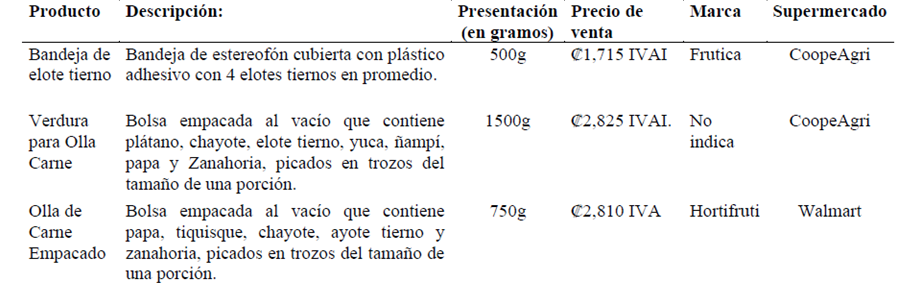 Producto Descripción: Presentación Precio de Marca Supermercado
(en gramos) venta
Bandeja de Bandeja de estereofón cubierta con plástico 500g ₡1,715 IVAI Frutica CoopeAgri
elote tierno adhesivo con 4 elotes tiernos en promedio.
Verdura Bolsa empacada al vacío que contiene 1500g ₡2,825 IVAI. No CoopeAgri
para Olla plátano, chayote, elote tierno, yuca, ñampí, indica
Carne papa y Zanahoria, picados en trozos del
tamaño de una porción.
Olla de Bolsa empacada al vacío que contiene 750g ₡2,810 IVA Hortifruti Walmart
Carne papa, tiquisque, chayote, ayote tierno y
Empacado zanahoria, picados en trozos del tamaño de
una porción.